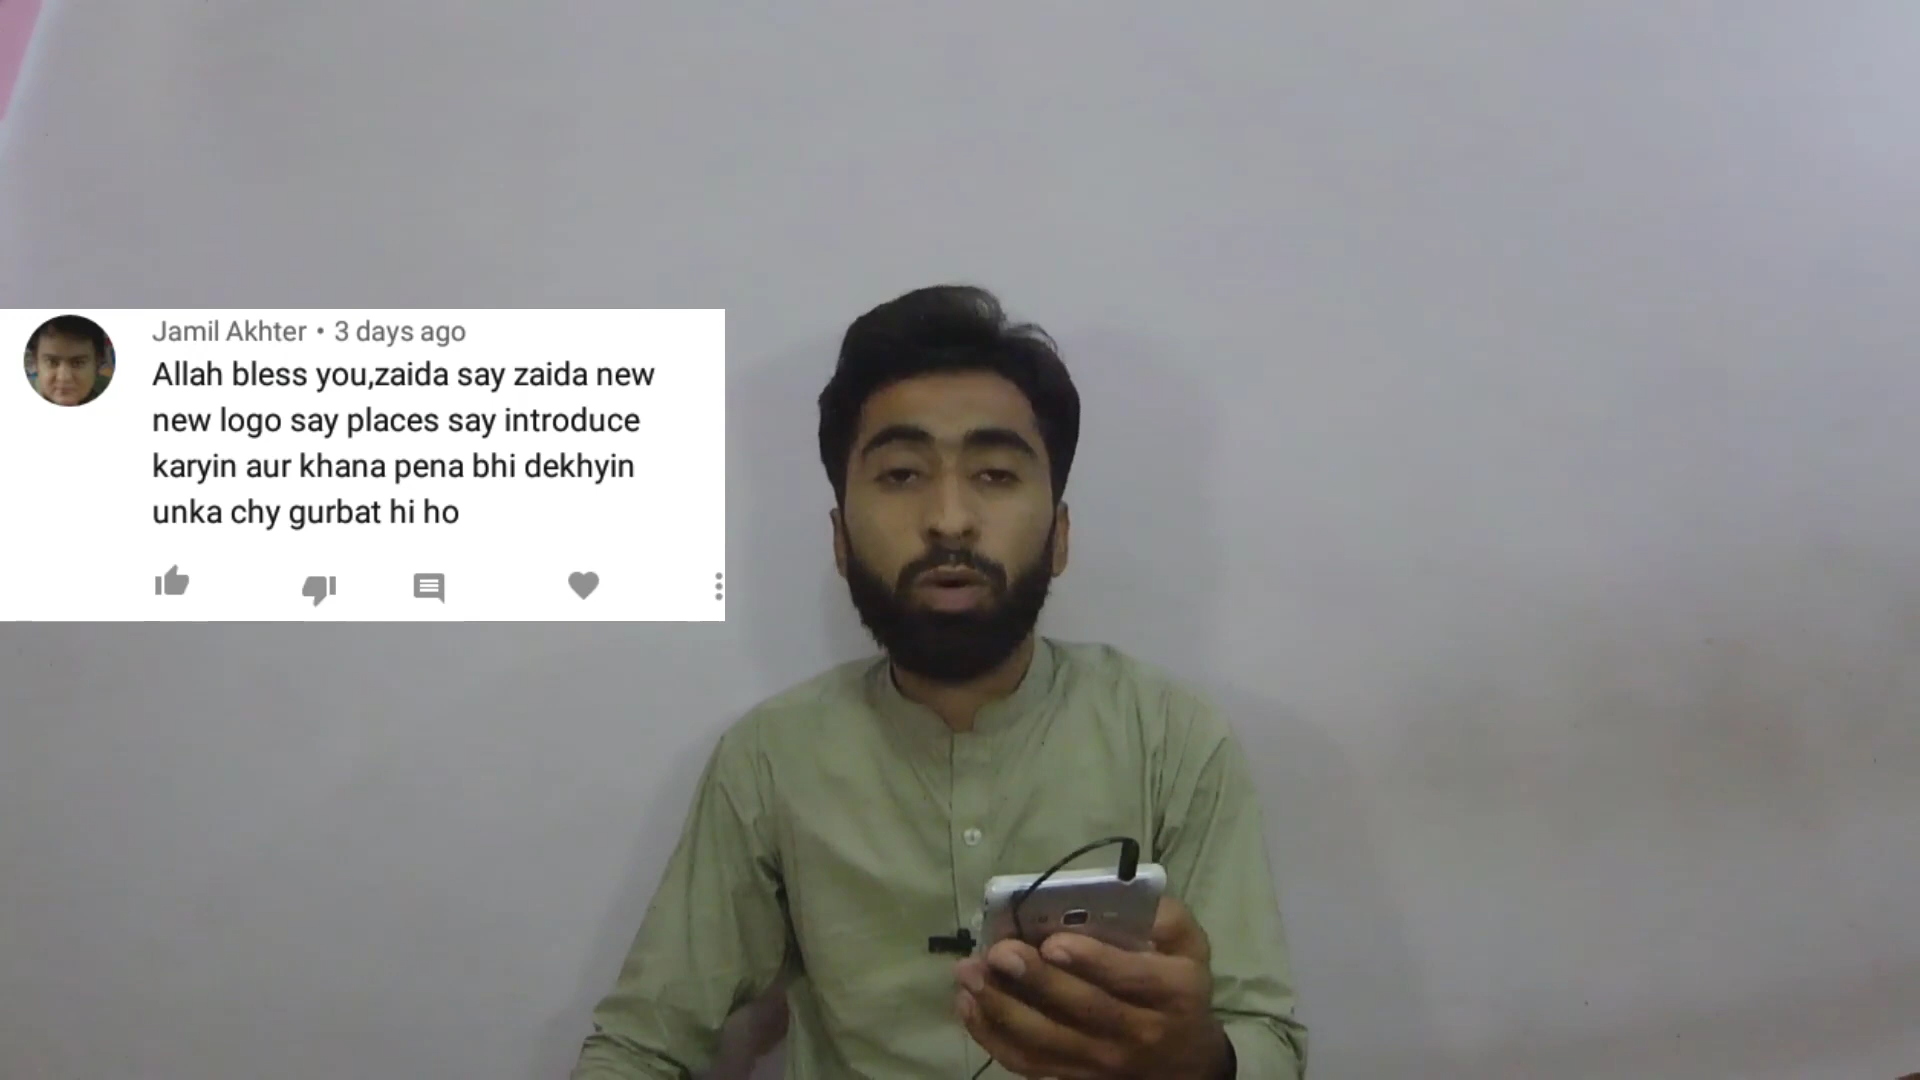 Jamil Akhter • 3 days ago
Allah bless you,zaida say zaida new
new logo say places say introduce
karyin aur khana pena bhi dekhyin
unka chy gurbat hi ho